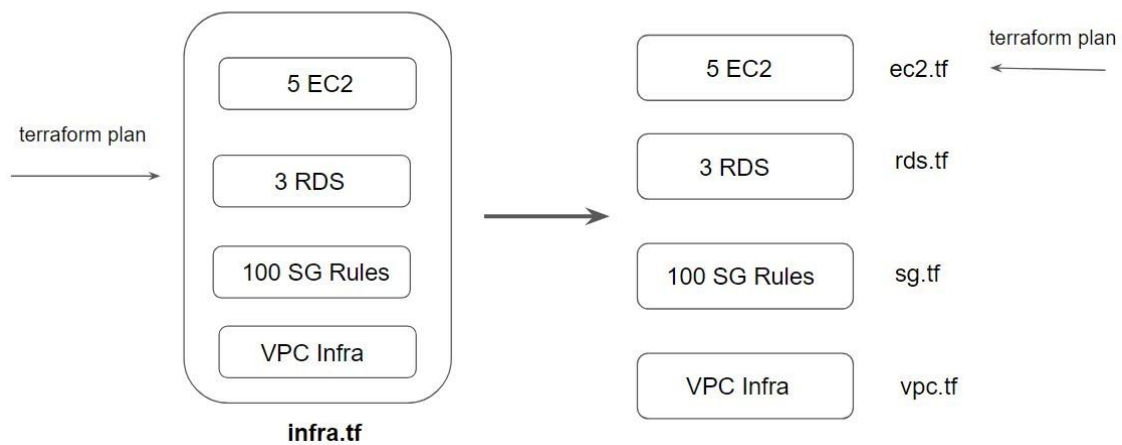 terraform plan
5 EC2
3 RDS
100 SG Rules
VPC Infra
infra.tf
5 EC2
ec2.tf
terraform plan
3 RDS
rds.tf
100 SG Rules
sg.tf
VPC Infra
vpc.tf